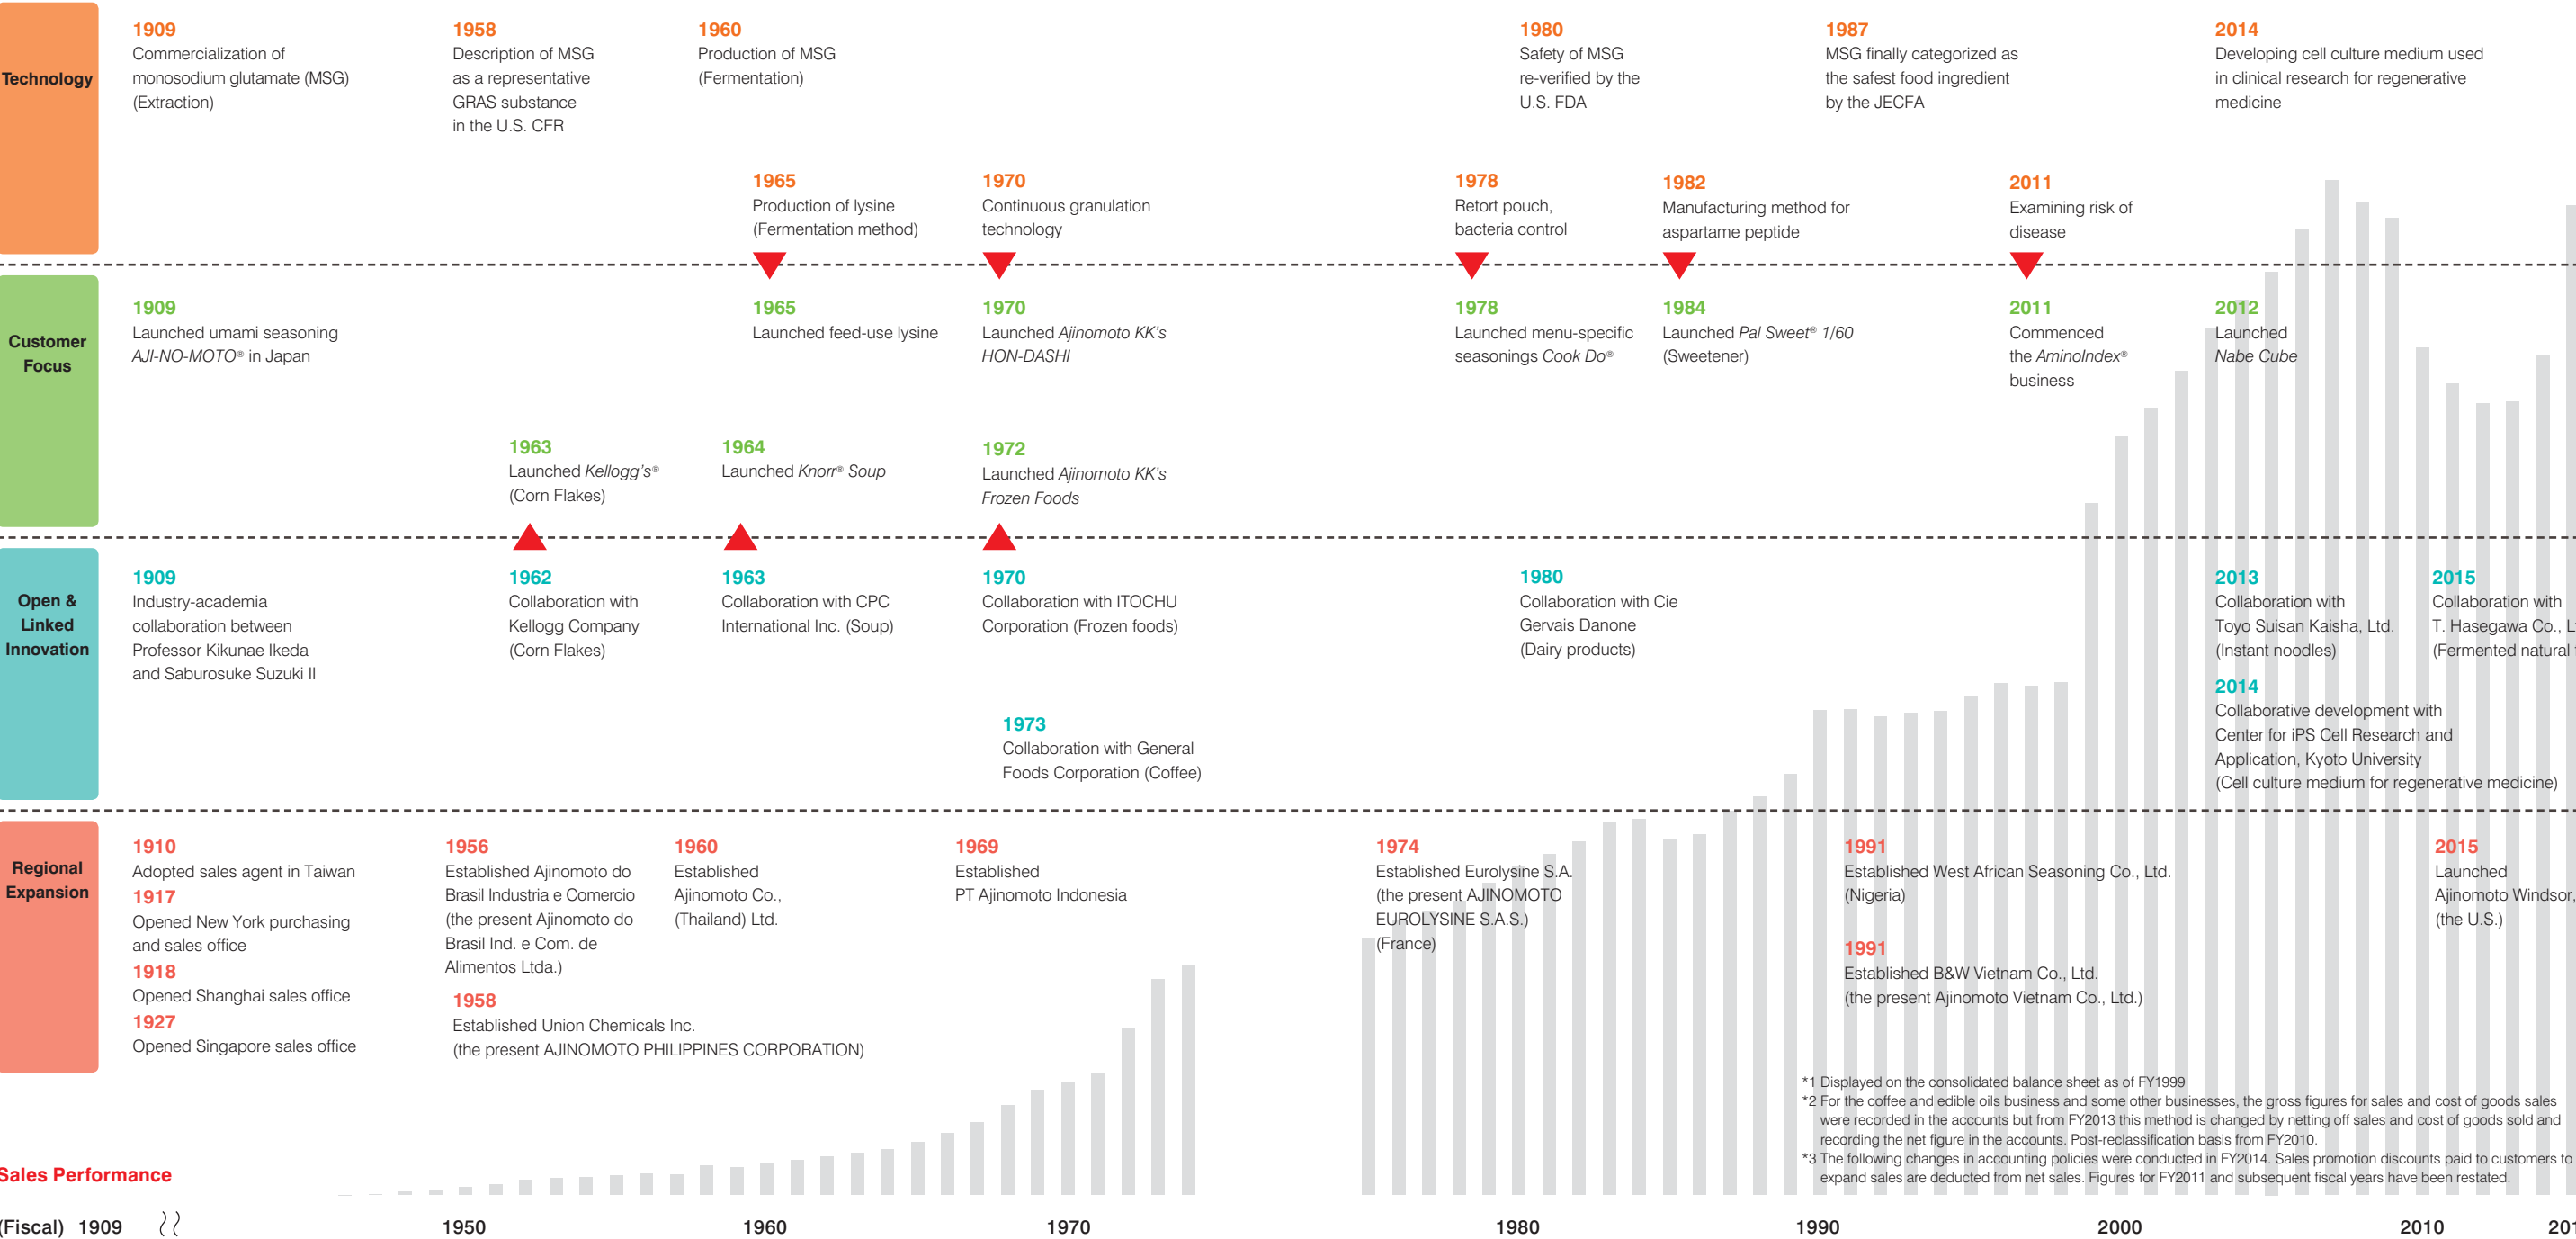 Technology
1909
Commercialization of
monosodium glutamate (MSG)
(Extraction)
1958
Description of MSG
as a representative
GRAS substance
in the U.S. CFR
1960
Production of MSG
(Fermentation)
1980
Safety of MSG
re-verified by the
U.S. FDA
1987
MSG finally categorized as
the safest food ingredient
by the JECFA
2014
Developing cell culture medium used
in clinical research for regenerative
medicine
1965
Production of lysine
(Fermentation method)
1970
Continuous granulation
technology
1978
Retort pouch,
bacteria control
1982
Manufacturing method for
aspartame peptide
2011
Examining risk of
disease
Customer
Focus
1909
Launched umami seasoning
AJI-NO-MOTO® in Japan
1965
Launched feed-use lysine
1970
Launched Ajinomoto KK's
HON-DASHI
1978
Launched menu-specific
seasonings Cook Do®
1984
Launched Pal Sweet® 1/60
(Sweetener)
2011
Commenced
the AminoIndex®
business
2012
Launched
Nabe Cube
1963
Launched Kellogg's®
(Corn Flakes)
1964
Launched Knorr® Soup
1972
Launched Ajinomoto KK's
Frozen Foods
Open &
Linked
Innovation
1909
Industry-academia
collaboration between
Professor Kikunae Ikeda
and Saburosuke Suzuki II
1962
Collaboration with
Kellogg Company
(Corn Flakes)
1963
Collaboration with CPC
International Inc. (Soup)
1970
Collaboration with ITOCHU
Corporation (Frozen foods)
1980
Collaboration with Cie
Gervais Danone
(Dairy products)
2013
Collaboration with
Toyo Suisan Kaisha, Ltd.
(Instant noodles)
2015
Collaboration with
T. Hasegawa Co.,
(Fermented natural
1973
Collaboration with General
Foods Corporation (Coffee)
2014
Collaborative development with
Center for iPS Cell Research and
Application, Kyoto University
(Cell culture medium for regenerative medicine)
Regional
Expansion
1910
Adopted sales agent in Taiwan
1917
Opened New York purchasing
and sales office
1918
Opened Shanghai sales office
1927
Opened Singapore sales office
1956
Established Ajinomoto do
Brasil Industria e Comercio
(the present Ajinomoto do
Brasil Ind. e Com. de
Alimentos Ltda.)
1958
Established Union Chemicals Inc.
(the present AJINOMOTO PHILIPPINES CORPORATION)
1960
Established
Ajinomoto Co.,
(Thailand) Ltd.
1969
Established
PT Ajinomoto Indonesia
1974
Established Eurolysine S.A.
(the present AJINOMOTO
EUROLYSINE S.A.S.)
(France)
1991
Established West African Seasoning Co., Ltd.
(Nigeria)
1991
Established B&W Vietnam Co., Ltd.
(the present Ajinomoto Vietnam Co., Ltd.)
2015
Launched
Ajinomoto Windsor,
(the U.S.)
*1 Displayed on the consolidated balance sheet as of FY1999
*2 For the coffee and edible oils business and some other businesses, the gross figures for sales and cost of goods sales
were recorded in the accounts but from FY2013 this method is changed by netting off sales and cost of goods sold and
recording the net figure in the accounts. Post-reclassification basis from FY2010.
*3 The following changes in accounting policies were conducted in FY2014. Sales promotion discounts paid to customers to
expand sales are deducted from net sales. Figures for FY2011 and subsequent fiscal years have been restated.
Sales Performance
(Fiscal) 1909 1950 1960 1970 1980 1990 2000 2010